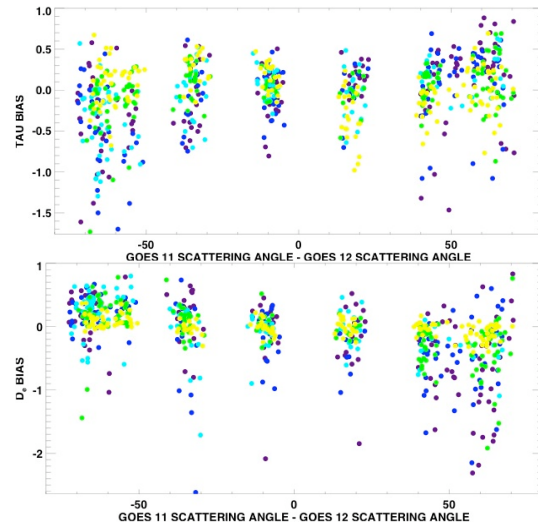 1.0
0.5
0.0
-0.5
-1.0
-1.5
TAU BIAS
-50 0 50
GOES 11 SCATTERING ANGLE - GOES 12 SCATTERING ANGLE
1
0
-1
-2
De BIAS
-50 0 50
GOES 11 SCATTERING ANGLE - GOES 12 SCATTERING ANGLE